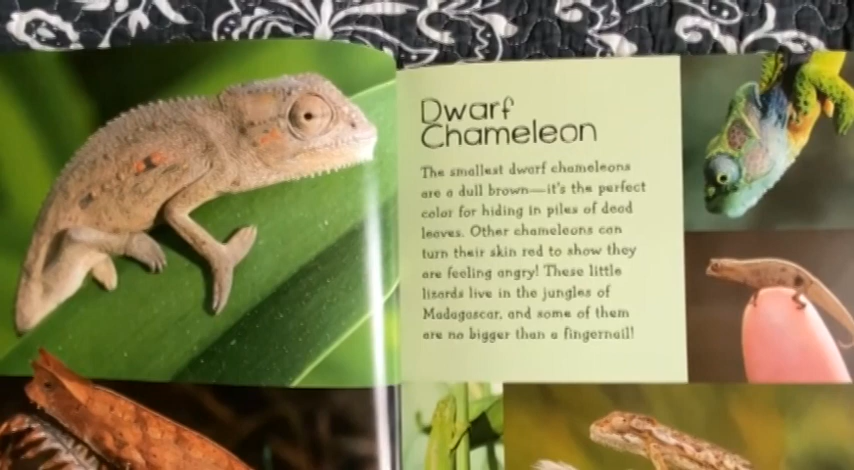 Dwarf
Chameleon
The smallest dwarf chameleons
are a dull brown—it's the perfect
color for hiding in piles of dead
leaves. Other chameleons can
turn their skin red to show they
are feeling angry! These little
lizards live in the jungles of
Madagascar, and some of them
are no bigger than a fingernail!